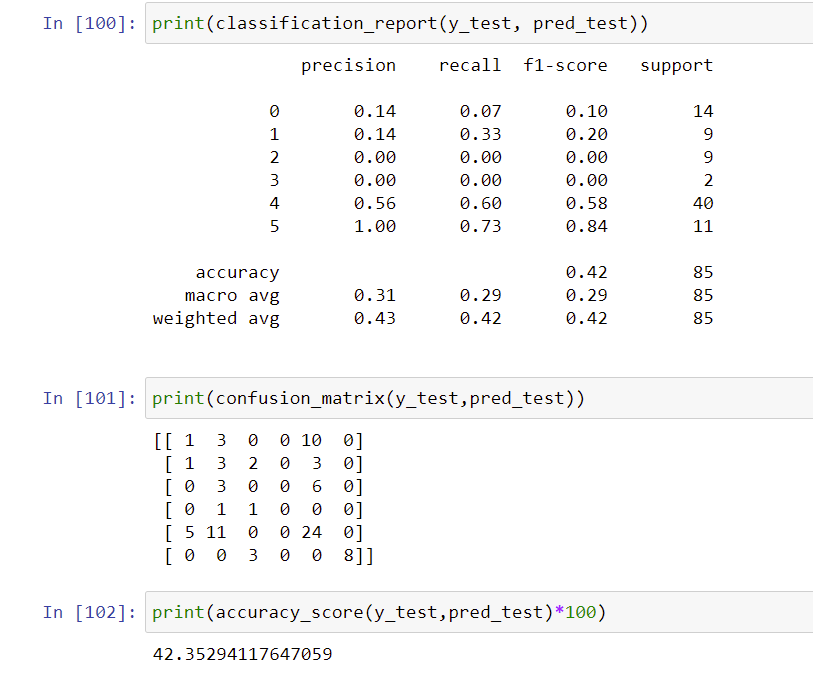 In [100]: print(classification_report(y_test, pred_test))
precision recall f1-score support
0 0.14 0.07 0.10 14
1 0.14 0.33 0.20 9
2 0.00 0.00 0.00 9
3 0.00 0.00 0.00 2
4 0.56 0.60 0.58 40
5 1.00 0.73 0.84 11
accuracy 0.42 85
macro avg 0.31 0.29 0.29 85
weighted avg 0.43 0.42 0.42 85
In [101]: print(confusion_matrix(y_test,pred_test))
[[ 1 3 0 0 10 0]
[ 1 3 2 0 3 0]
[ 0 3 0 0 6 0]
[ 0 1 1 0 0 0]
[ 5 11 0 0 24 0]
[ 0 0 3 0 0 8]]
In [102]: print(accuracy_score(y_test,pred_test)*100)
42.35294117647059